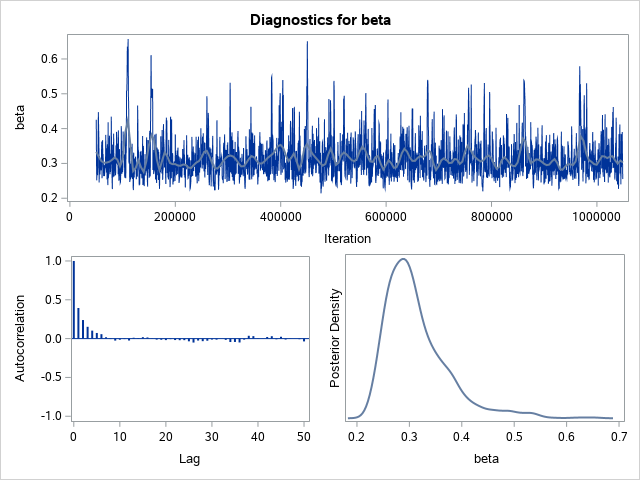 Diagnostics for beta
beta
0.6
0.5
0.4
0.3
0.2
0 200000 400000 600000 800000 1000000
Iteration
Autocorrelation
1.0
0.5
0.0
-0.5
-1.0
0 10 20 30 40 50
Lag
Posterior Density
0.2 0.3 0.4 0.5 0.6 0.7
beta